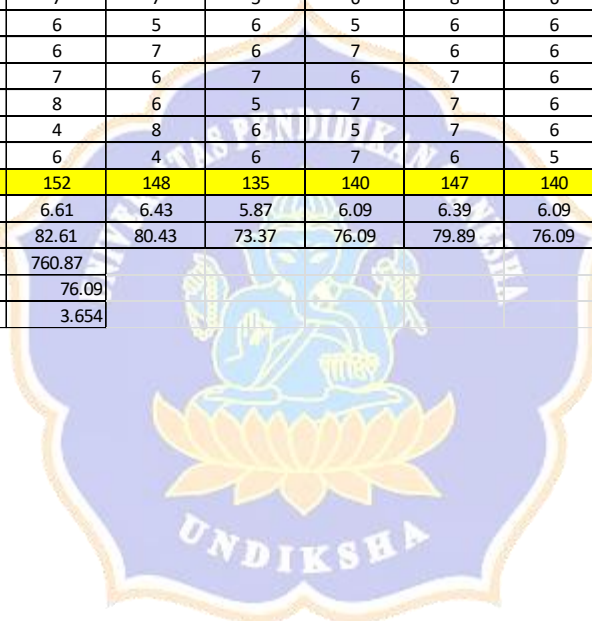 6 5 6 5 6 6
6 7 6 7 6 6
7 6 7 6 7 6
8 6 5 7 7 6
4 8 6 5 7 6
6 4 6 7 6 5
152 148 135 140 147 140
6.61 6.43 5.87 6.09 6.39 6.09
82.61 80.43 73.37 76.09 79.89 76.09
760.87
76.09
3.654
UNIVERSITAS PENDIDIKAN GANESHA
UNDIKSHA